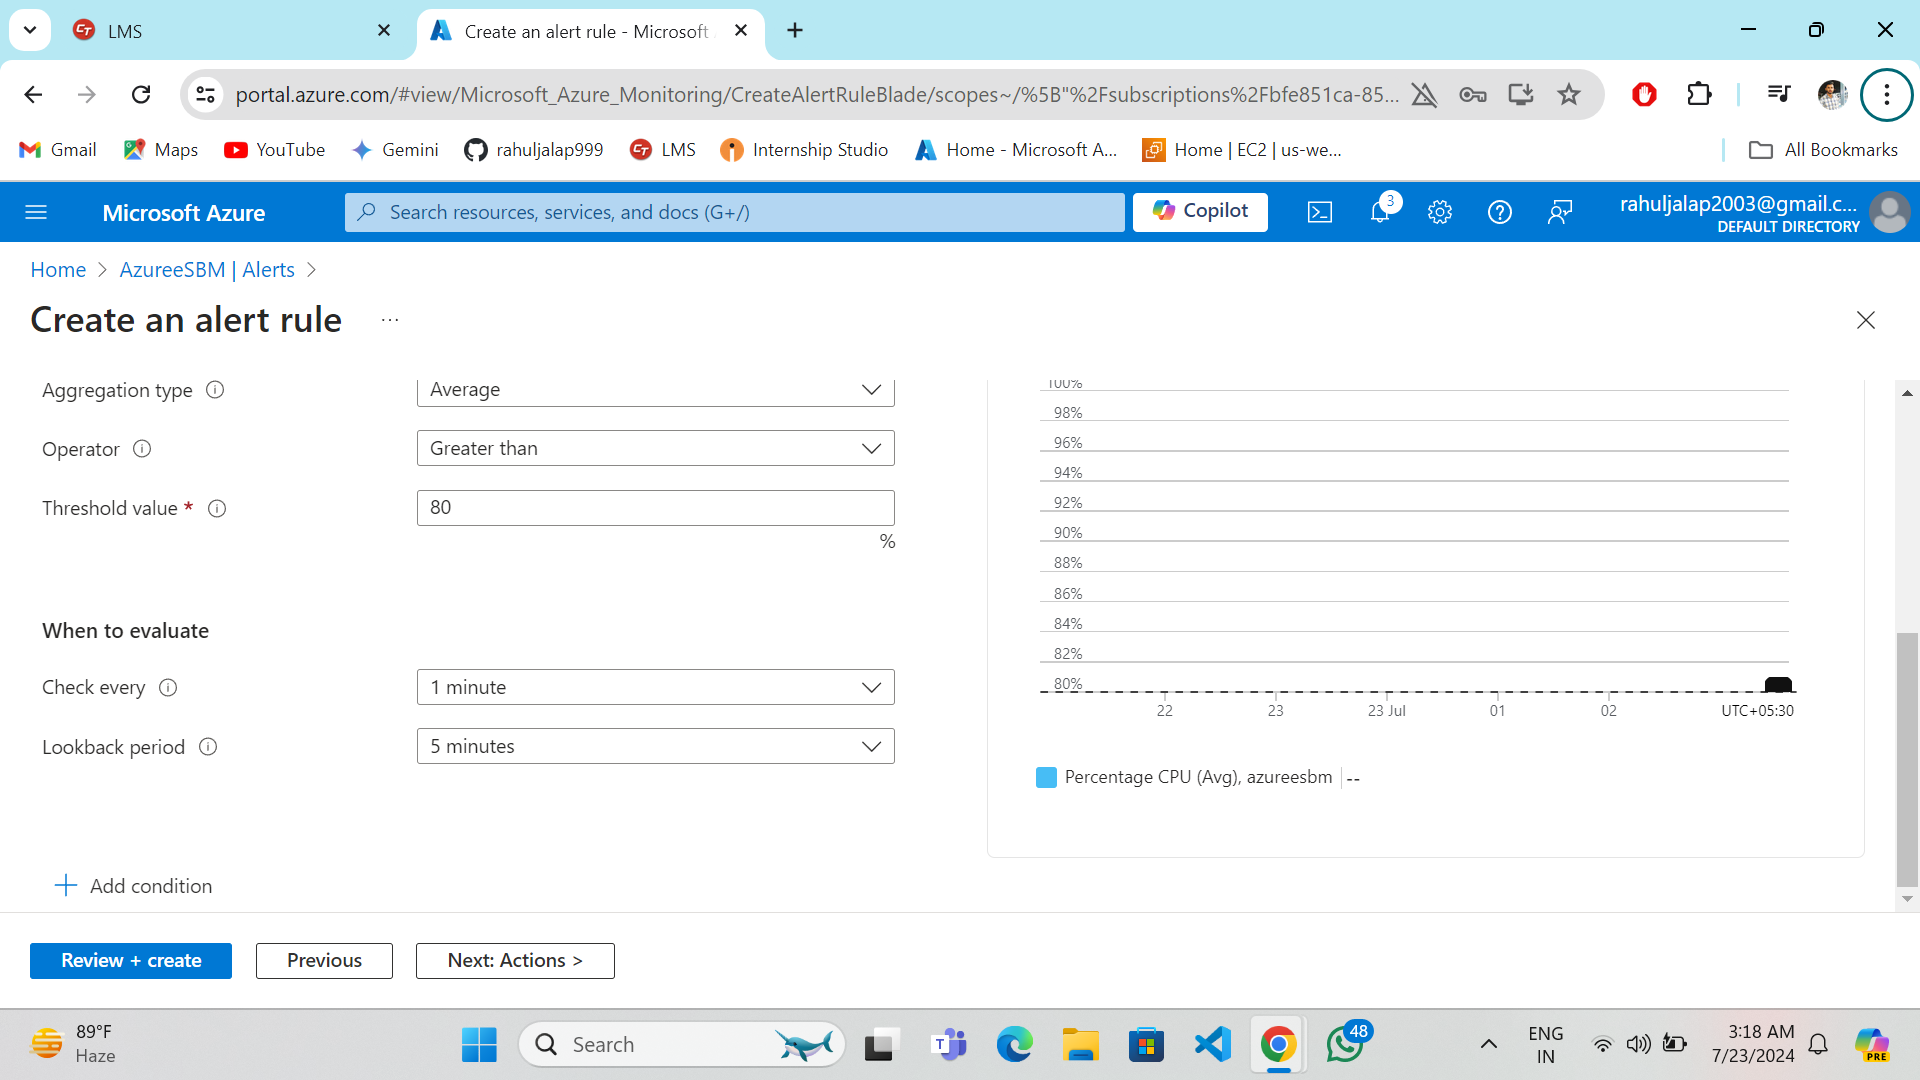 LMS
Create an alert rule - Microsoft
portal.azure.com/#view/Microsoft_Azure_Monitoring/CreateAlertRuleBlade/scopes~/%5B"%2Fsubscriptions%2Fbfe851ca-85...
Gmail Maps YouTube Gemini rahuljalap999 LMS Internship Studio Home - Microsoft A... Home | EC2 | us-we... All Bookmarks
Microsoft Azure
Search resources, services, and docs (G+/)
Copilot
3
rahuljalap2003@gmail.c...
DEFAULT DIRECTORY
Home > AzureeSBM | Alerts >
Create an alert rule ...
Aggregation type
Average
Operator
Greater than
Threshold value *
80
%
When to evaluate
Check every
1 minute
Lookback period
5 minutes
Add condition
100%
98%
96%
94%
92%
90%
88%
86%
84%
82%
80%
22 23 23 Jul 01 02 UTC+05:30
Percentage CPU (Avg), azureesbm --
Review + create
Previous
Next: Actions >
89°F
Haze
Search
48
ENG
IN
3:18 AM
7/23/2024
PRE